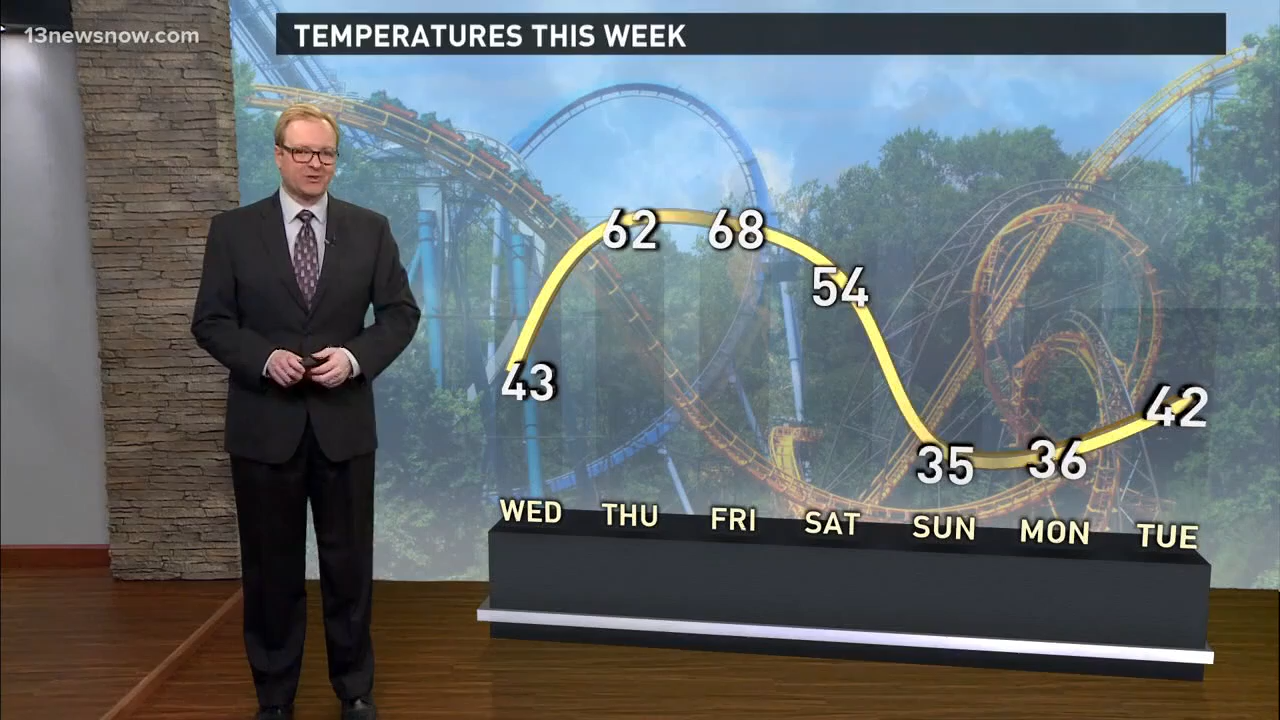 13newsnow.com
TEMPERATURES THIS WEEK
62
68
54
43
42
35
36
WED THU FRI SAT SUN MON TUE